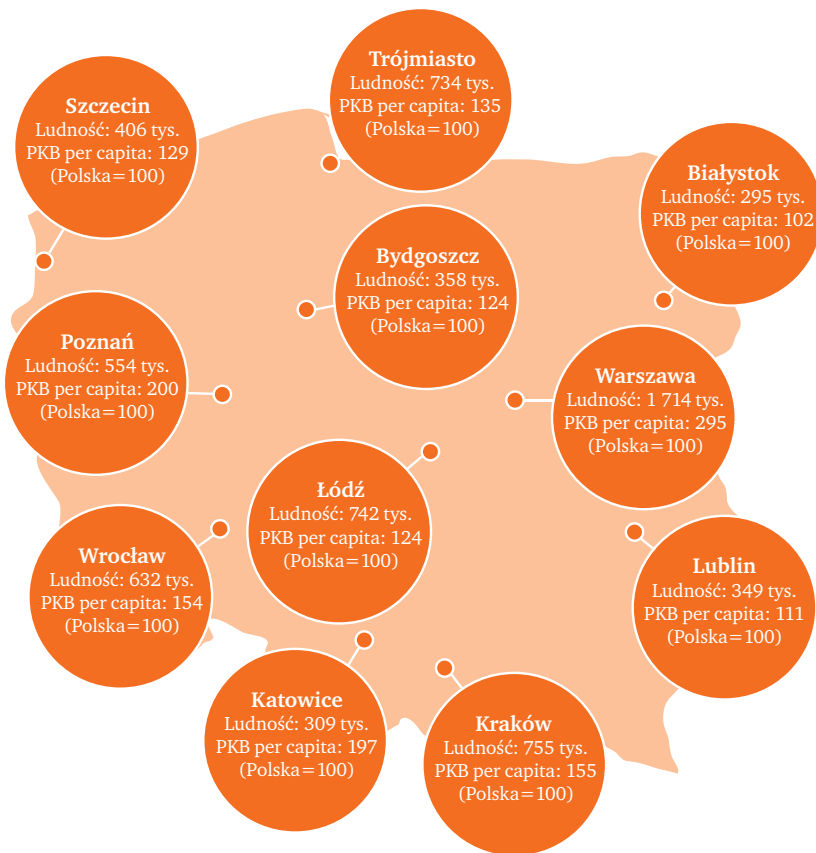 Trójmiasto
Ludność: 734 tys.
PKB per capita: 135
(Polska=100)
Szczecin
Ludność: 406 tys.
PKB per capita: 129
(Polska=100)
Białystok
Ludność: 295 tys.
PKB per capita: 102
(Polska=100)
Bydgoszcz
Ludność: 358 tys.
PKB per capita: 124
(Polska=100)
Poznań
Ludność: 554 tys.
PKB per capita: 200
(Polska=100)
Warszawa
Ludność: 1 714 tys.
PKB per capita: 295
(Polska=100)
Łódź
Ludność: 742 tys.
PKB per capita: 124
(Polska=100)
Wrocław
Ludność: 632 tys.
PKB per capita: 154
(Polska=100)
Lublin
Ludność: 349 tys.
PKB per capita: 111
(Polska=100)
Katowice
Ludność: 309 tys.
PKB per capita: 197
(Polska=100)
Kraków
Ludność: 755 tys.
PKB per capita: 155
(Polska=100)